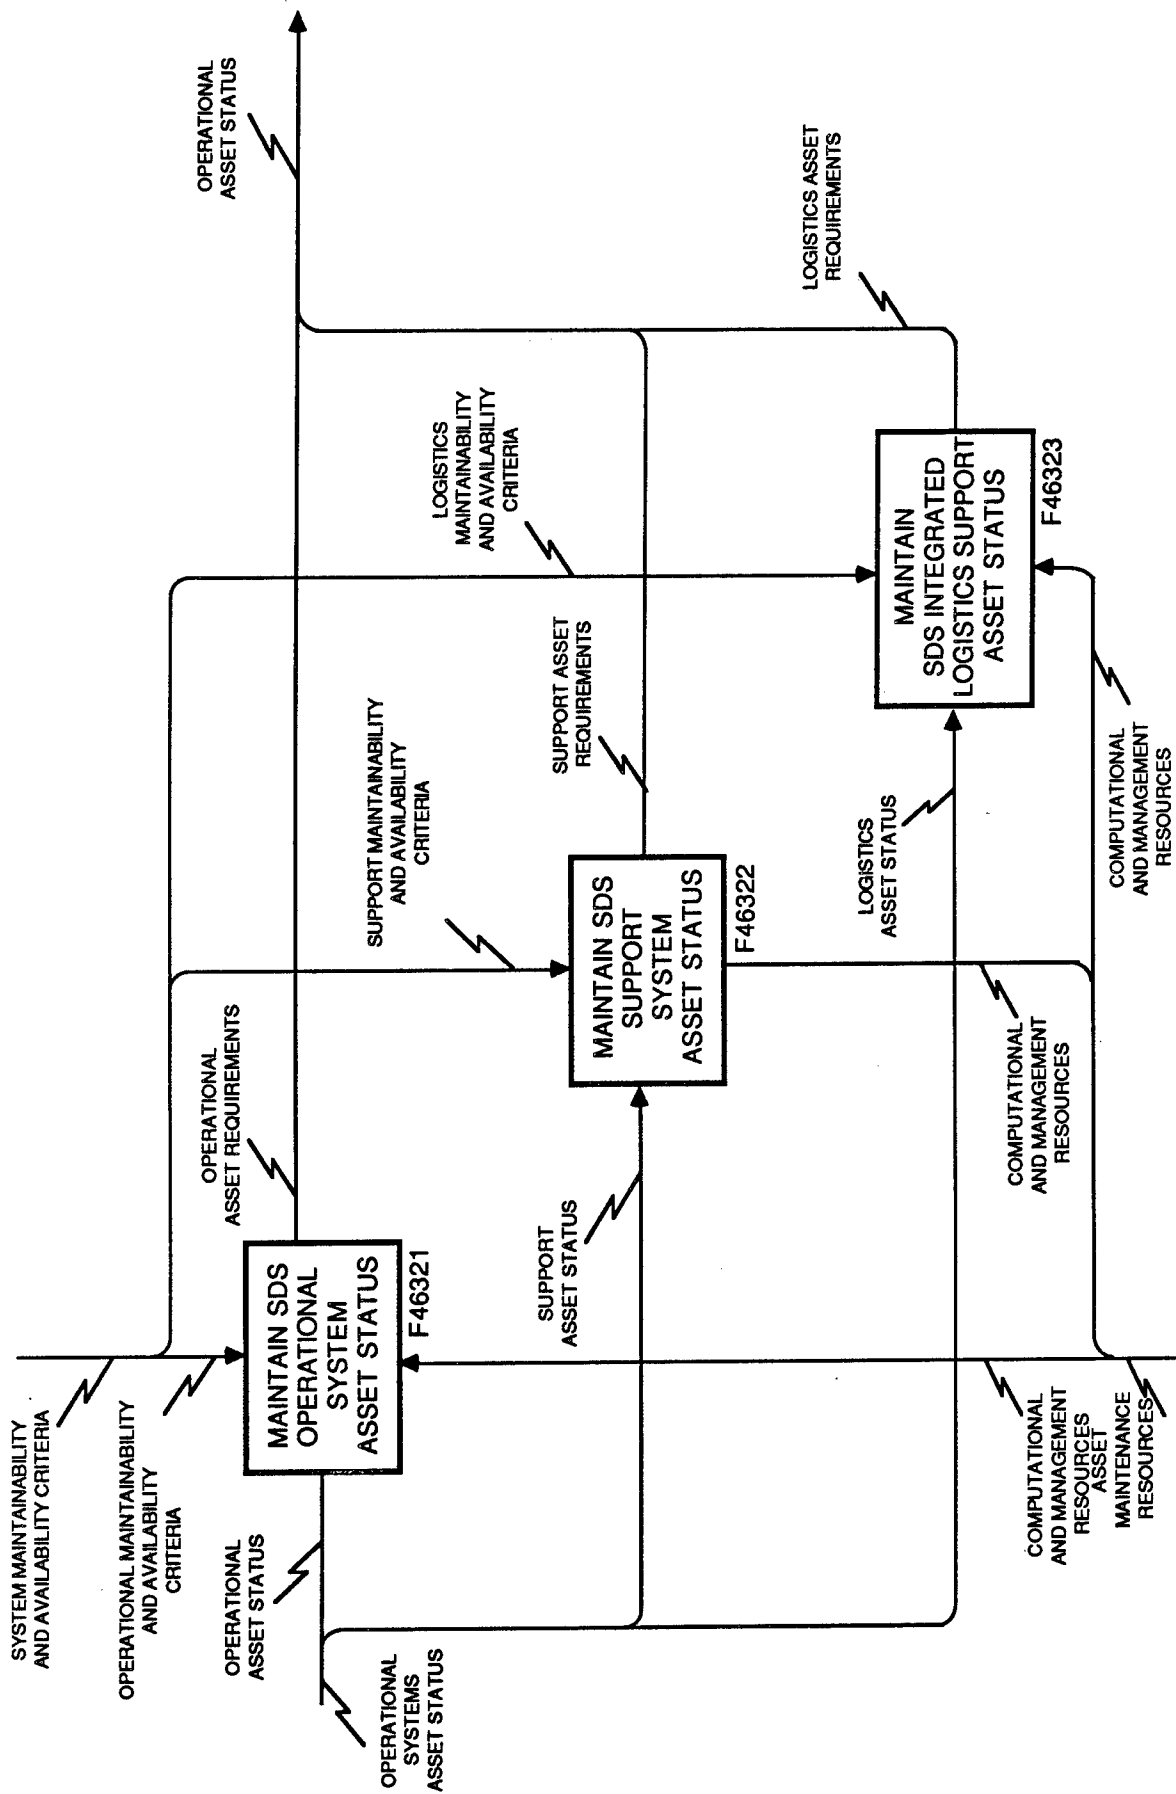 SYSTEM MAINTAINABILITY
AND AVAILABILITY CRITERIA
OPERATIONAL MAINTAINABILITY
AND AVAILABILITY
CRITERIA
OPERATIONAL
ASSET STATUS
OPERATIONAL
SYSTEMS
ASSET STATUS
MAINTAIN SDS
OPERATIONAL
SYSTEM
ASSET STATUS
F46321
OPERATIONAL
ASSET REQUIREMENTS
OPERATIONAL
ASSET STATUS
SUPPORT MAINTAINABILITY
AND AVAILABILITY
CRITERIA
LOGISTICS
MAINTAINABILITY
AND AVAILABILITY
CRITERIA
SUPPORT
ASSET STATUS
MAINTAIN SDS
SUPPORT
SYSTEM
ASSET STATUS
F46322
SUPPORT ASSET
REQUIREMENTS
LOGISTICS ASSET
REQUIREMENTS
LOGISTICS
ASSET STATUS
MAINTAIN
SDS INTEGRATED
LOGISTICS SUPPORT
ASSET STATUS
F46323
COMPUTATIONAL
AND MANAGEMENT
RESOURCES
ASSET
MAINTENANCE
RESOURCES
COMPUTATIONAL
AND MANAGEMENT
RESOURCES
COMPUTATIONAL
AND MANAGEMENT
RESOURCES